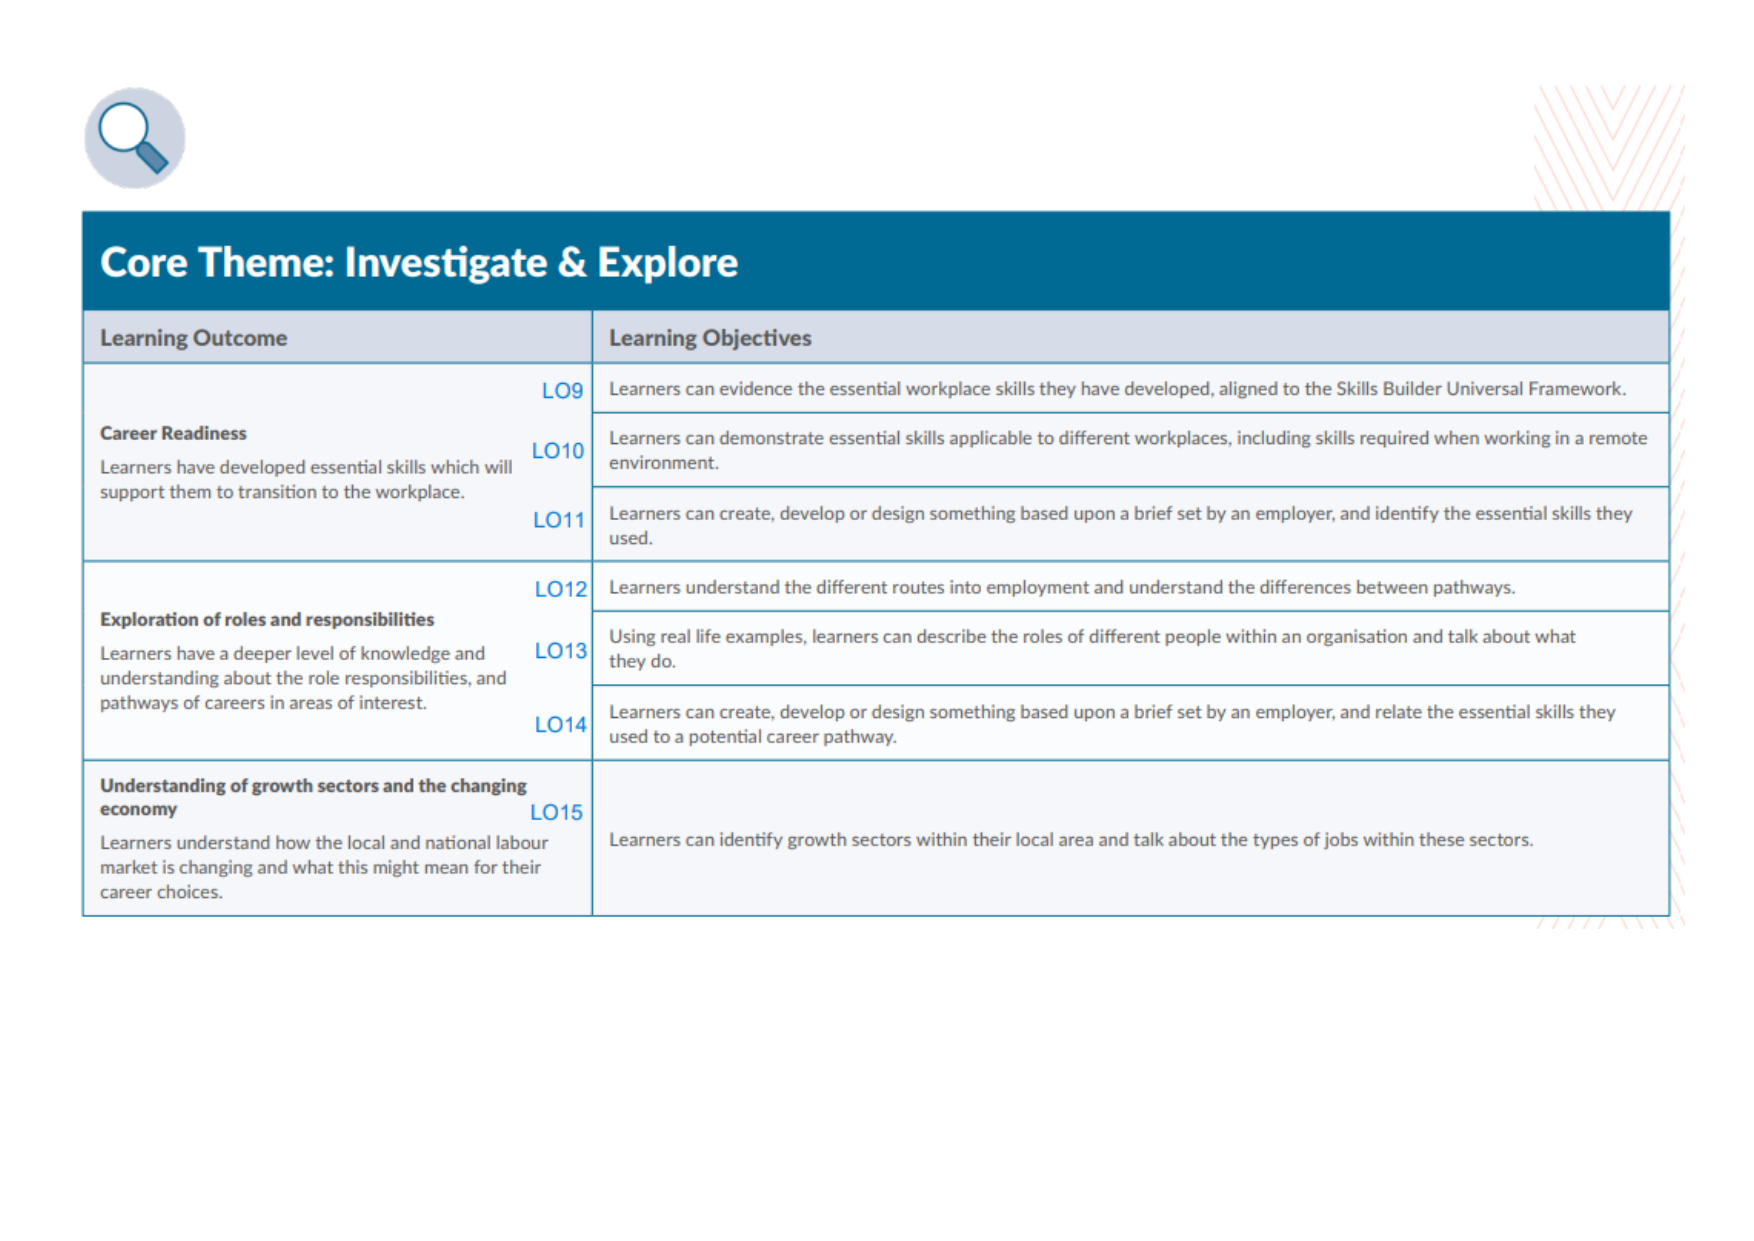 Core Theme: Investigate & Explore
Learning Outcome
Learning Objectives
Career Readiness
Learners have developed essential skills which will
support them to transition to the workplace.
LO9
Learners can evidence the essential workplace skills they have developed, aligned to the Skills Builder Universal Framework.
LO10
Learners can demonstrate essential skills applicable to different workplaces, including skills required when working in a remote
environment.
LO11
Learners can create, develop or design something based upon a brief set by an employer, and identify the essential skills they
used.
Exploration of roles and responsibilities
Learners have a deeper level of knowledge and
understanding about the role responsibilities, and
pathways of careers in areas of interest.
LO12
Learners understand the different routes into employment and understand the differences between pathways.
LO13
Using real life examples, learners can describe the roles of different people within an organisation and talk about what
they do.
LO14
Learners can create, develop or design something based upon a brief set by an employer, and relate the essential skills they
used to a potential career pathway.
Understanding of growth sectors and the changing
economy
LO15
Learners understand how the local and national labour
market is changing and what this might mean for their
career choices.
Learners can identify growth sectors within their local area and talk about the types of jobs within these sectors.